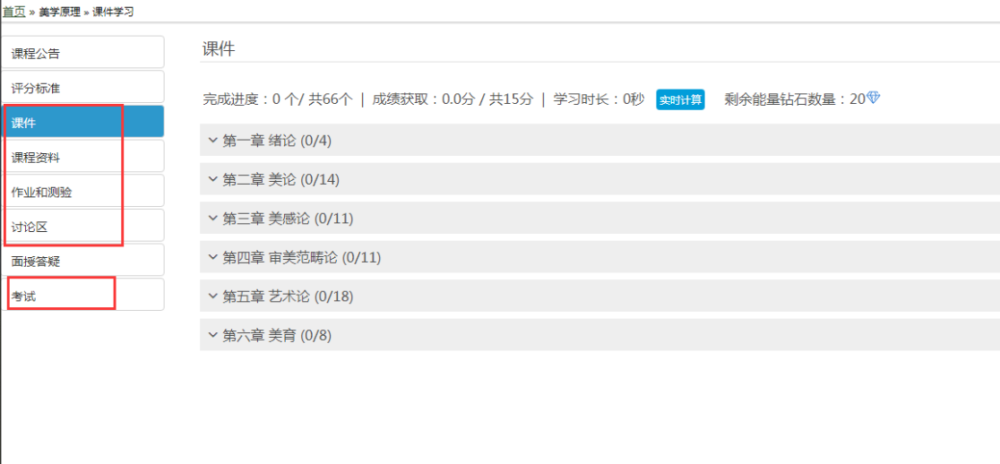 首页 » 美学原理 » 课件学习
课程公告
评分标准
课件
课程资料
作业和测验
讨论区
面授答疑
考试
课件
完成进度：0 个/ 共66个 | 成绩获取：0.0分 / 共15分 | 学习时长：0秒 实时计算 剩余能量钻石数量：20
第一章 绪论 (0/4)
第二章 美论 (0/14)
第三章 美感论 (0/11)
第四章 审美范畴论 (0/11)
第五章 艺术论 (0/18)
第六章 美育 (0/8)